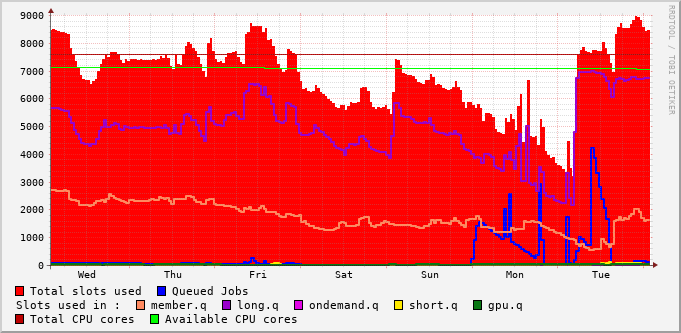 9000
8000
7000
6000
5000
4000
3000
2000
1000
0
Wed Thu Fri Sat Sun Mon Tue
RRDTOOL / TOBI OETIKER
Total slots used Queued Jobs
Slots used in : member.q long.q ondemand.q short.q gpu.q
Total CPU cores Available CPU cores